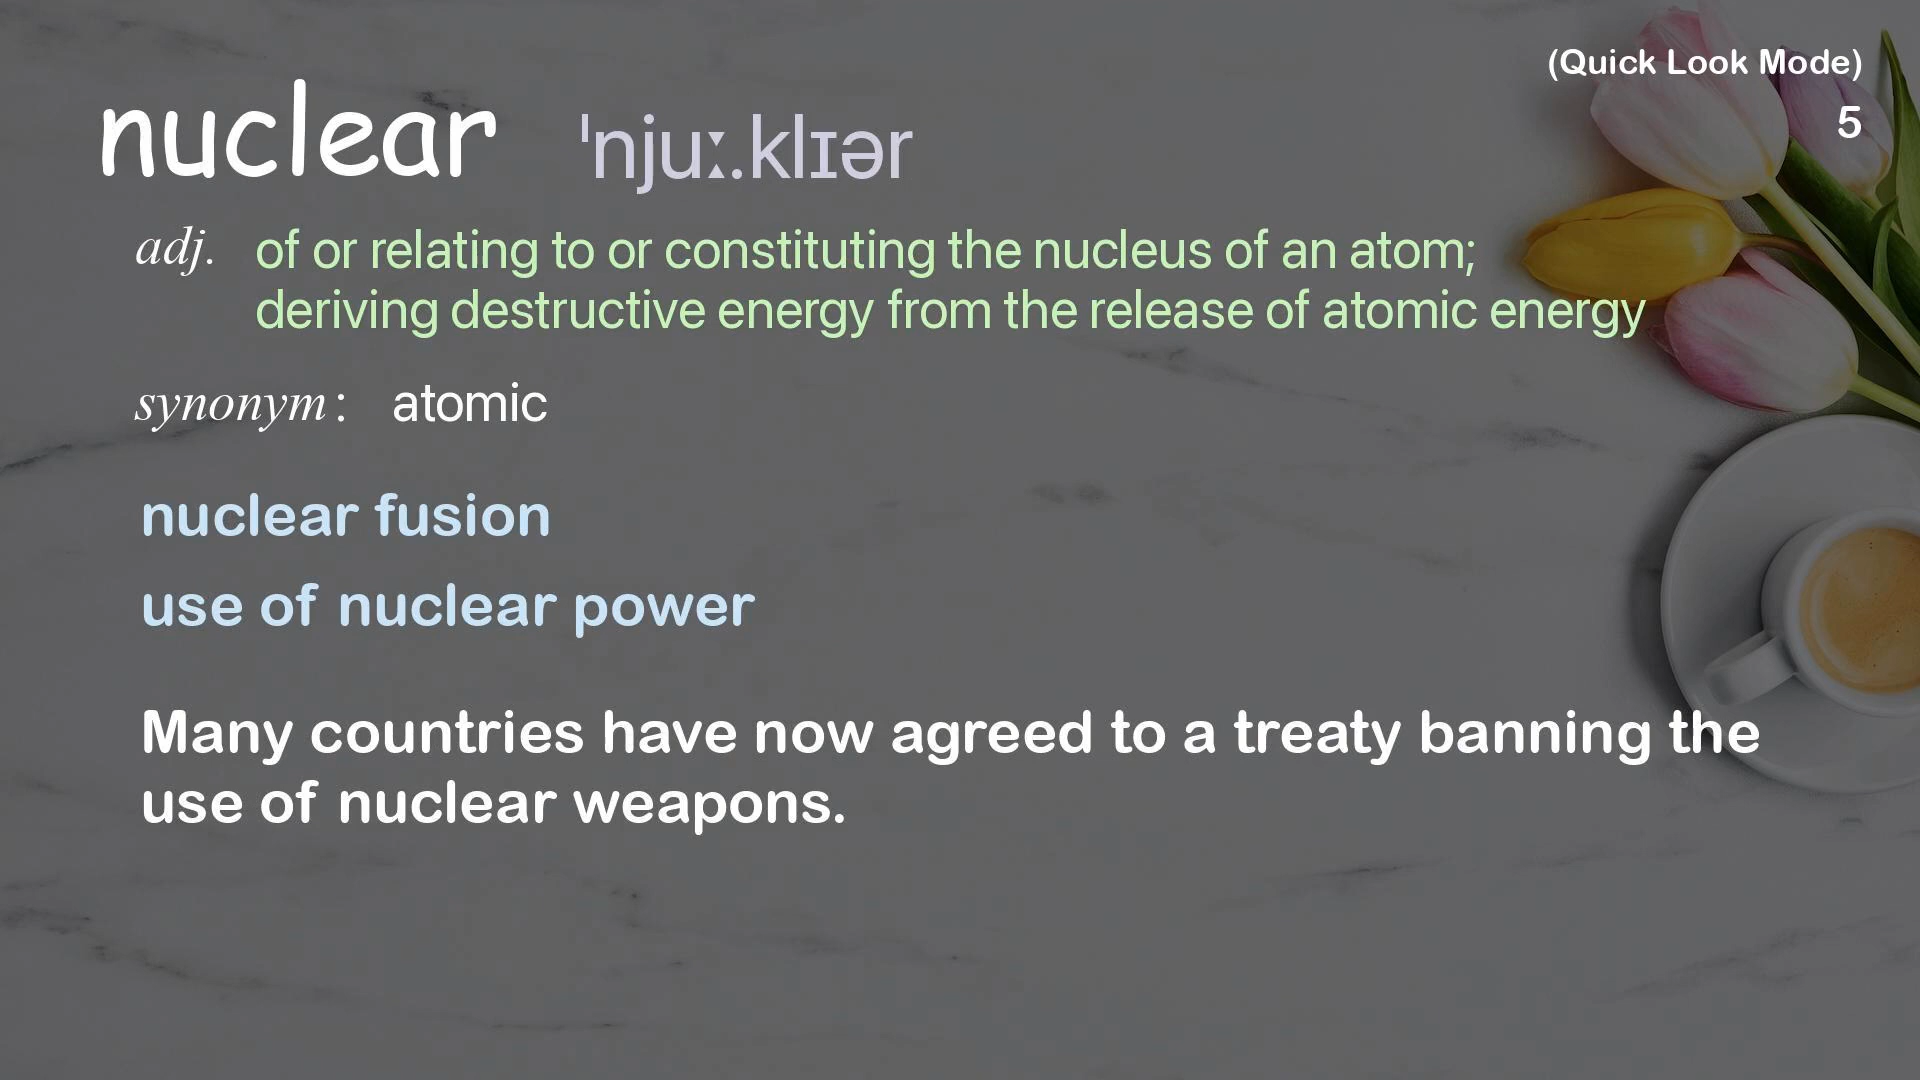 (Quick Look Mode)
5
nuclear ˈnjuː.klɪər
adj. of or relating to or constituting the nucleus of an atom;
deriving destructive energy from the release of atomic energy
synonym: atomic
nuclear fusion
use of nuclear power
Many countries have now agreed to a treaty banning the
use of nuclear weapons.